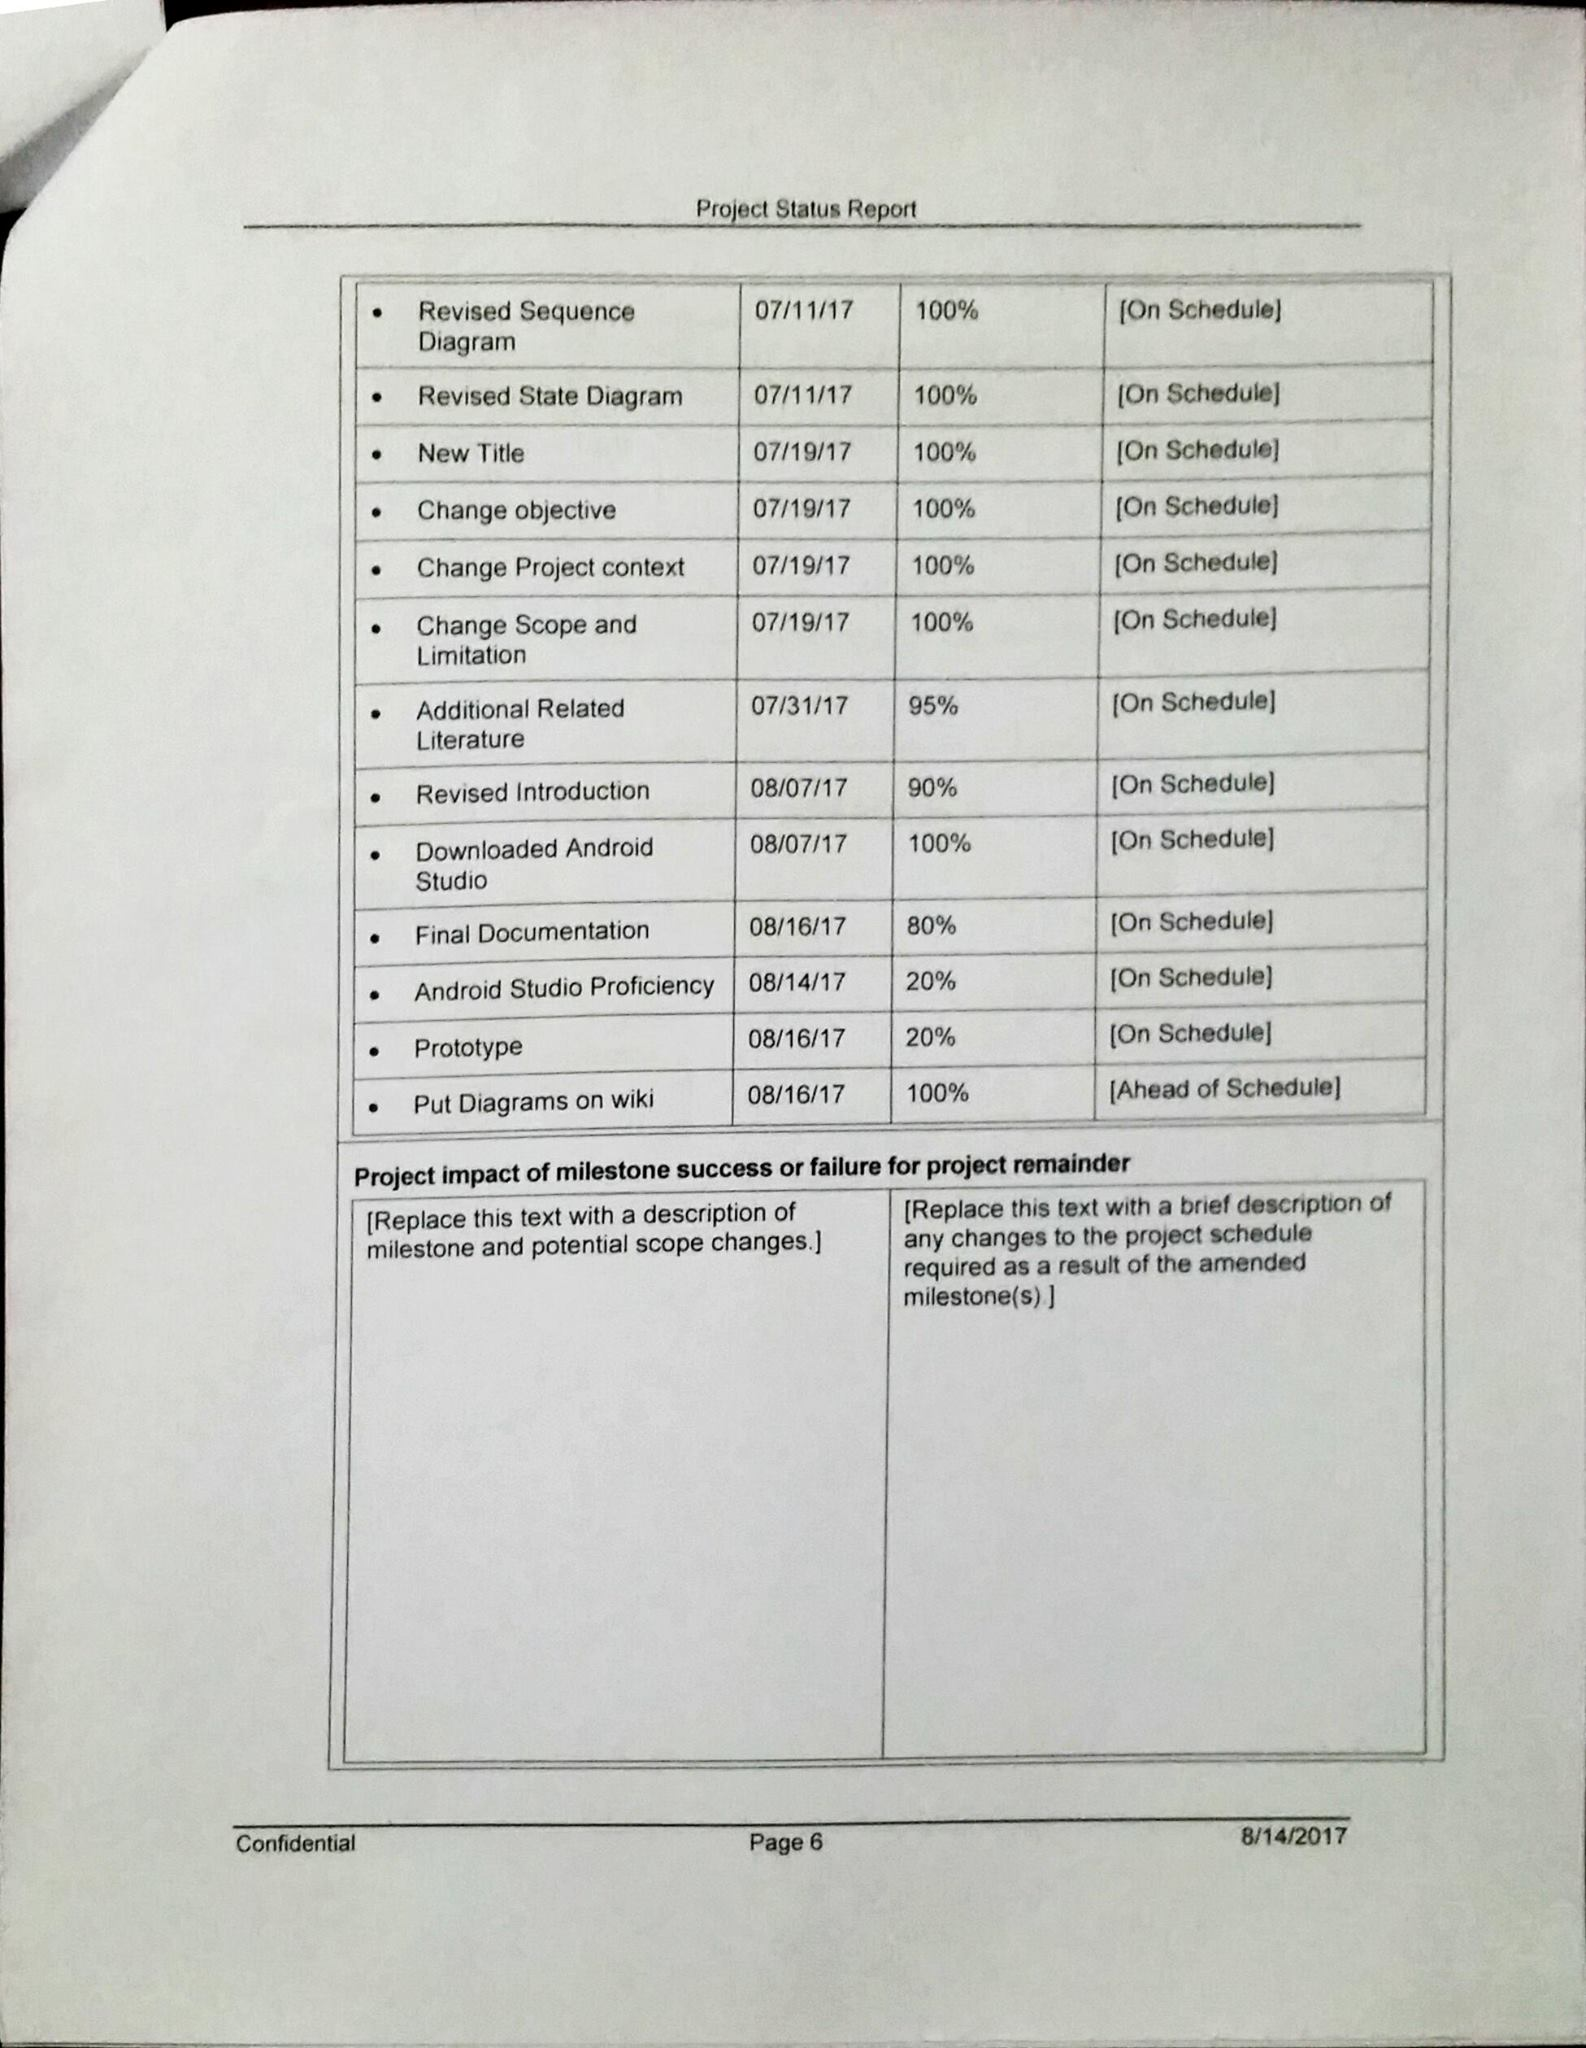 Project Status Report
• Revised Sequence 07/11/17 100% [On Schedule]
Diagram
• Revised State Diagram 07/11/17 100% [On Schedule]
• New Title 07/19/17 100% [On Schedule]
• Change objective 07/19/17 100% [On Schedule]
• Change Project context 07/19/17 100% [On Schedule]
• Change Scope and 07/19/17 100% [On Schedule]
Limitation
• Additional Related 07/31/17 95% [On Schedule]
Literature
• Revised Introduction 08/07/17 90% [On Schedule]
• Downloaded Android 08/07/17 100% [On Schedule]
Studio
• Final Documentation 08/16/17 80% [On Schedule]
• Android Studio Proficiency 08/14/17 20% [On Schedule]
• Prototype 08/16/17 20% [On Schedule]
• Put Diagrams on wiki 08/16/17 100% [Ahead of Schedule]
Project impact of milestone success or failure for project remainder
[Replace this text with a description of
milestone and potential scope changes.]
[Replace this text with a brief description of
any changes to the project schedule
required as a result of the amended
milestone(s).]
Confidential Page 6 8/14/2017